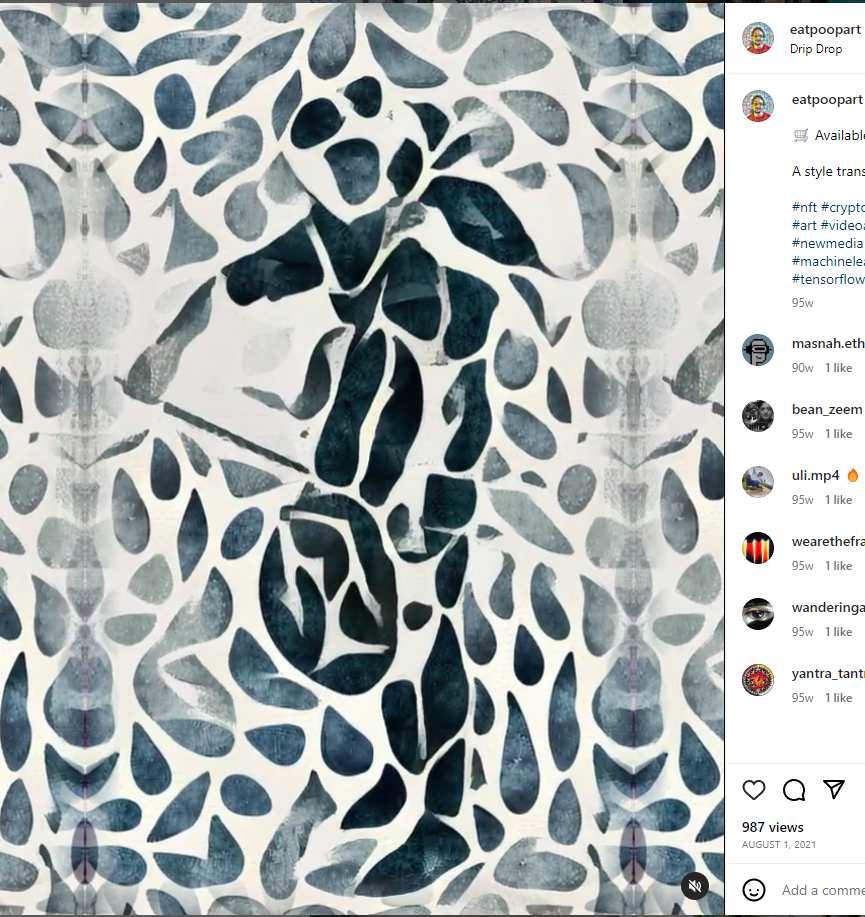 eatpoopart
Drip Drop
eatpoopart
Available
A style trans
#nft #crypto
#art #videoa
#newmedia
#machinelea
#tensorflow
95w
masnah.eth
90w 1 like
bean_zeem
95w 1 like
uli.mp4 🔥
95w 1 like
wearethefra
95w 1 like
wanderinga
95w 1 like
yantra_tantr
95w 1 like
987 views
AUGUST 1, 2021
Add a comme